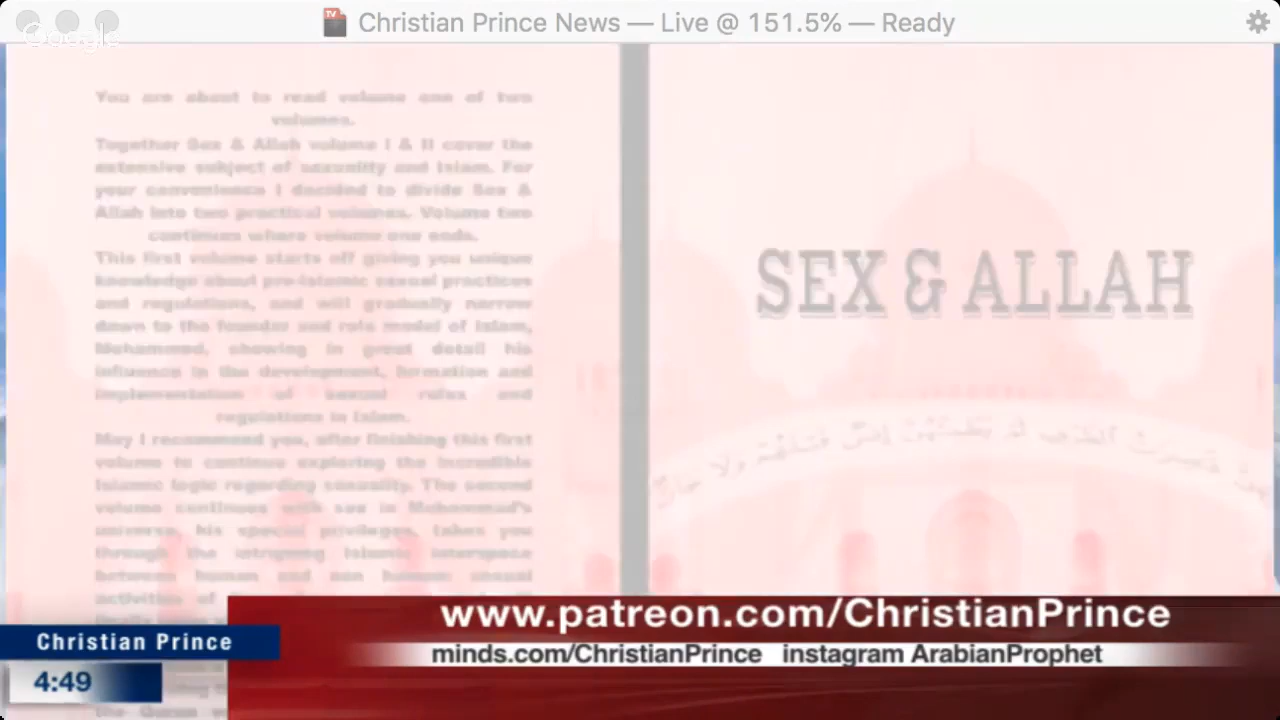 Christian Prince News — Live @ 151.5% — Ready
Google
You are about to read volume one of two
volumes.
Together Sex & Allah volume I & II cover the
extensive subject of sexuality and Islam. For
your convenience I decided to divide Sex &
Allah into two practical volumes. Volume two
continues where volume one ends.
This first volume starts off giving you unique
knowledge about pre-Islamic sexual practices
and regulations, and will gradually narrow
down to the founder and role model of Islam,
Mohammad, showing in great detail his
influence in the development, formation and
implementation of sexual rules and
regulations in Islam.
May I recommend you, after finishing this first
volume to continue exploring the incredible
Islamic logic regarding sexuality. The second
volume continues with sex in Muhammad's
universe, his special privileges, takes you
through the intriguing Islamic interspace
between human and non human sexual
activities of
SEX & ALLAH
www.patreon.com/ChristianPrince
Christian Prince
minds.com/ChristianPrince instagram ArabianProphet
4:49
the Quran